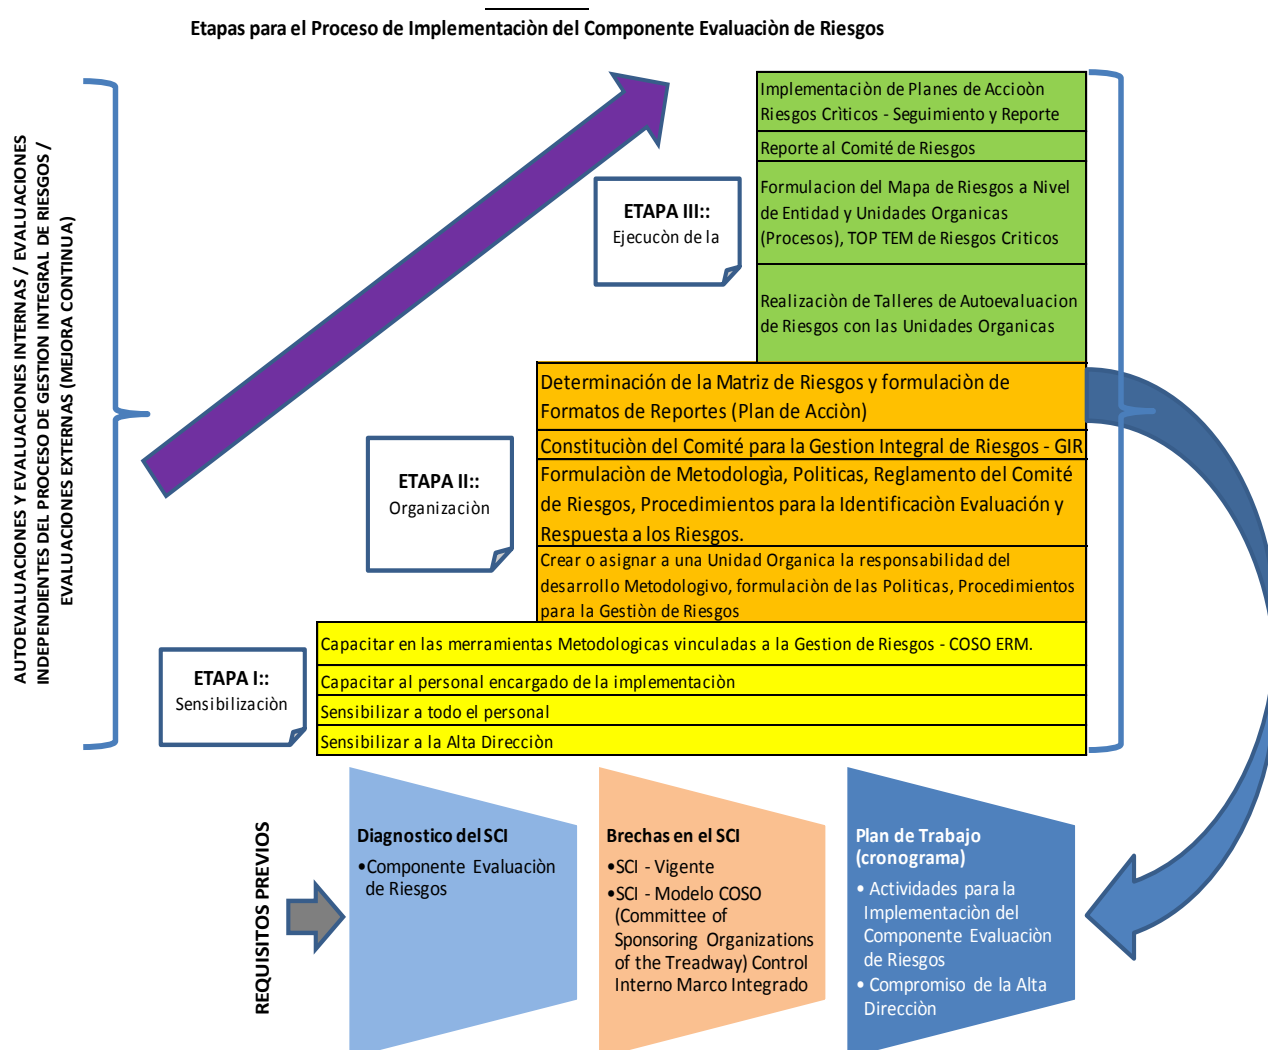 Etapas para el Proceso de Implementaciòn del Componente Evaluaciòn de Riesgos
AUTOEVALUACIONES Y EVALUACIONES INTERNAS / EVALUACIONES
INDEPENDIENTES DEL PROCESO DE GESTION INTEGRAL DE RIESGOS /
EVALUACIONES EXTERNAS (MEJORA CONTINUA)
ETAPA III::
Ejecuciòn de la
Implementaciòn de Planes de Accioòn
Riesgos Crìticos - Seguimiento y Reporte
Reporte al Comité de Riesgos
Formulacion del Mapa de Riesgos a Nivel
de Entidad y Unidades Organicas
(Procesos), TOP TEM de Riesgos Criticos
Realizaciòn de Talleres de Autoevaluacion
de Riesgos con las Unidades Organicas
ETAPA II::
Organizaciòn
Determinación de la Matriz de Riesgos y formulaciòn de
Formatos de Reportes (Plan de Acciòn)
Constituciòn del Comité para la Gestion Integral de Riesgos - GIR
Formulaciòn de Metodologìa, Politicas, Reglamento del Comité
de Riesgos, Procedimientos para la Identificaciòn Evaluación y
Respuesta a los Riesgos.
Crear o asignar a una Unidad Organica la responsabilidad del
desarrollo Metodologivo, formulaciòn de las Politicas, Procedimientos
para la Gestiòn de Riesgos
ETAPA I::
Sensibilizaciòn
Capacitar en las merramientas Metodologicas vinculadas a la Gestion de Riesgos - COSO ERM.
Capacitar al personal encargado de la implementaciòn
Sensibilizar a todo el personal
Sensibilizar a la Alta Direcciòn
REQUISITOS PREVIOS
Diagnostico del SCI
•Componente Evaluaciòn
de Riesgos
Brechas en el SCI
•SCI - Vigente
•SCI - Modelo COSO
(Committee of
Sponsoring Organizations
of the Treadway) Control
Interno Marco Integrado
Plan de Trabajo
(cronograma)
• Actividades para la
Implementaciòn del
Componente Evaluaciòn
de Riesgos
• Compromiso de la Alta
Direcciòn